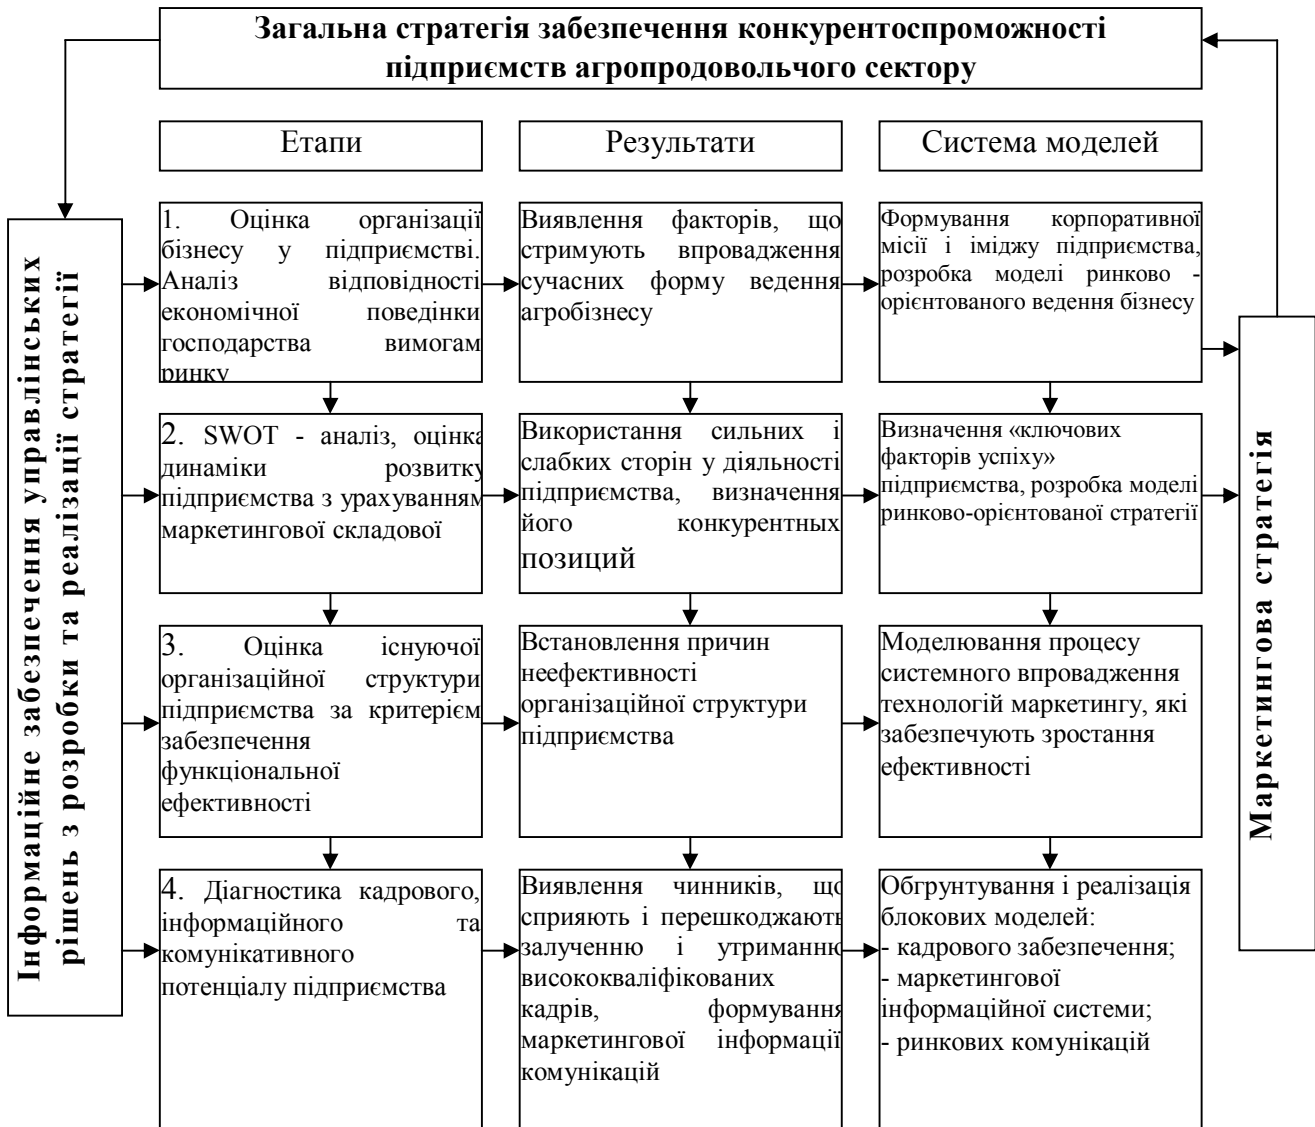 Загальна стратегія забезпечення конкурентоспроможності
підприємств агропродовольчого сектору
Етапи
Результати
Система моделей
Інформаційне забезпечення управлінських
рішень з розробки та реалізації стратегії
1. Оцінка організації
бізнесу у підприємстві.
Аналіз відповідності
економічної поведінки
господарства вимогам
ринку
Виявлення факторів, що
стримують впровадження
сучасних форму ведення
агробізнесу
Формування корпоративної
місії і іміджу підприємства,
розробка моделі ринково -
орієнтованого ведення бізнесу
2. SWOT - аналіз, оцінка
динаміки розвитку
підприємства з урахуванням
маркетингової складової
Використання сильних і
слабких сторін у діяльності
підприємства, визначення
його конкурентных
позиций
Визначення «ключових
факторів успіху»
підприємства, розробка моделі
ринково-орієнтованої стратегії
3. Оцінка існуючої
організаційної структури
підприємства за критерієм
забезпечення
функціональної
ефективності
Встановлення причин
неефективності
організаційної структури
підприємства
Моделювання процесу
системного впровадження
технологій маркетингу, які
забезпечують зростання
ефективності
4. Діагностика кадрового,
інформаційного та
комунікативного
потенціалу підприємства
Виявлення чинників, що
сприяють і перешкоджають
залученню і утриманню
висококваліфікованих
кадрів, формування
маркетингової інформації
комунікацій
Обгрунтування і реалізація
блокових моделей:
- кадрового забезпечення;
- маркетингової
інформаційної системи;
- ринкових комунікацій
Маркетингова стратегія